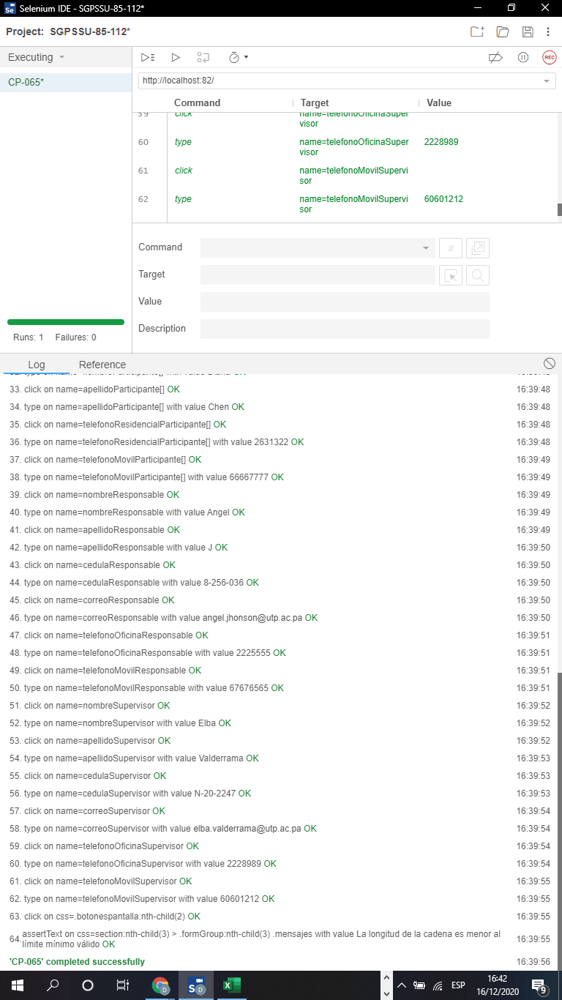 Selenium IDE - SGPSSU-85-112*
Project: SGPSSU-85-112*
Executing
REC
CP-065*
http://localhost:82/
Command Target Value
59 click name=telefonoOficinaSuper
visor
60 type name=telefonoOficinaSuper 2228989
visor
61 click name=telefonoMovilSupervi
sor
62 type name=telefonoMovilSupervi 60601212
sor
Command //
Target
Value
Description
Runs: 1 Failures: 0
Log Reference
33. click on name=apellidoParticipante[] OK 16:39:48
34. type on name=apellidoParticipante[] with value Chen OK 16:39:48
35. click on name=telefonoResidencialParticipante[] OK 16:39:48
36. type on name=telefonoResidencialParticipante[] with value 2631322 OK 16:39:48
37. click on name=telefonoMovilParticipante[] OK 16:39:49
38. type on name=telefonoMovilParticipante[] with value 66667777 OK 16:39:49
39. click on name=nombreResponsable OK 16:39:49
40. type on name=nombreResponsable with value Angel OK 16:39:49
41. click on name=apellidoResponsable OK 16:39:49
42. type on name=apellidoResponsable with value J OK 16:39:50
43. click on name=cedulaResponsable OK 16:39:50
44. type on name=cedulaResponsable with value 8-256-036 OK 16:39:50
45. click on name=correoResponsable OK 16:39:50
46. type on name=correoResponsable with value angel.jhonson@utp.ac.pa OK 16:39:50
47. click on name=telefonoOficinaResponsable OK 16:39:51
48. type on name=telefonoOficinaResponsable with value 2225555 OK 16:39:51
49. click on name=telefonoMovilResponsable OK 16:39:51
50. type on name=telefonoMovilResponsable with value 67676565 OK 16:39:51
51. click on name=nombreSupervisor OK 16:39:52
52. type on name=nombreSupervisor with value Elba OK 16:39:52
53. click on name=apellidoSupervisor OK 16:39:52
54. type on name=apellidoSupervisor with value Valderrama OK 16:39:53
55. click on name=cedulaSupervisor OK 16:39:53
56. type on name=cedulaSupervisor with value N-20-2247 OK 16:39:53
57. click on name=correoSupervisor OK 16:39:54
58. type on name=correoSupervisor with value elba.valderrama@utp.ac.pa OK 16:39:54
59. click on name=telefonoOficinaSupervisor OK 16:39:54
60. type on name=telefonoOficinaSupervisor with value 2228989 OK 16:39:54
61. click on name=telefonoMovilSupervisor OK 16:39:55
62. type on name=telefonoMovilSupervisor with value 60601212 OK 16:39:55
63. click on css=.botonespantalla:nth-child(2) OK 16:39:55
64. assertText on css=section:nth-child(3) > .formGroup:nth-child(3) .mensajes with value La longitud de la cadena es menor al 16:39:55
límite mínimo válido OK
'CP-065' completed successfully 16:39:56
ESP
16:42
16/12/2020
9